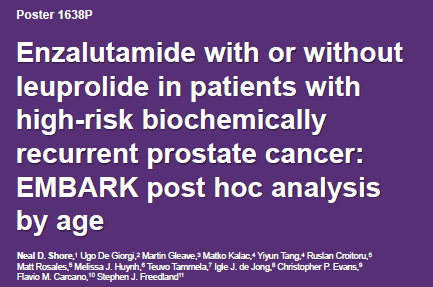 Poster 1638P
Enzalutamide with or without
leuprolide in patients with
high-risk biochemically
recurrent prostate cancer:
EMBARK post hoc analysis
by age
Neal D. Shore,¹ Ugo De Giorgi,² Martin Gleave,³ Matko Kalac,⁴ Yiyun Tang,⁴ Ruslan Croitoru,⁵
Matt Rosales,⁵ Melissa J. Huynh,⁶ Teuvo Tammela,⁷ Igle J. de Jong,⁸ Christopher P. Evans,⁹
Flavio M. Carcano,¹⁰ Stephen J. Freedland¹¹